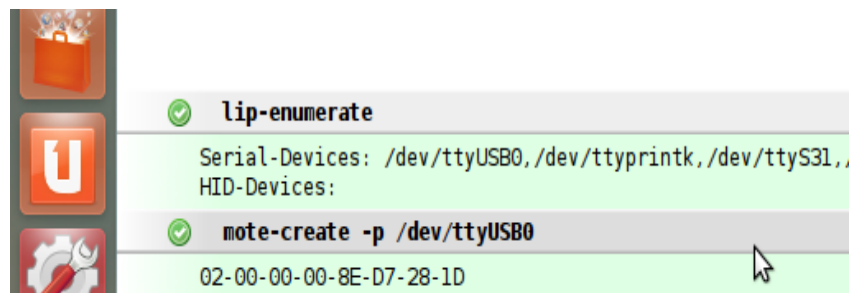 lip-enumerate
Serial-Devices: /dev/ttyUSB0,/dev/ttyprintk,/dev/ttyS31,,
HID-Devices:
mote-create -p /dev/ttyUSB0
02-00-00-00-8E-D7-28-1D